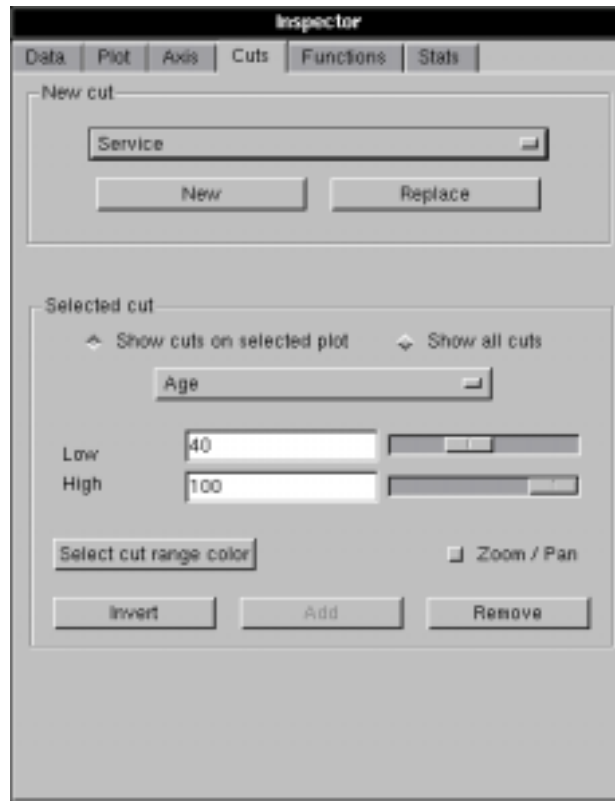 Inspector
Data Plot Axis Cuts Functions Stats
New cut
Service
New Replace
Selected cut
Show cuts on selected plot Show all cuts
Age
Low 40
High 100
Select cut range color Zoom / Pan
Invert Add Remove